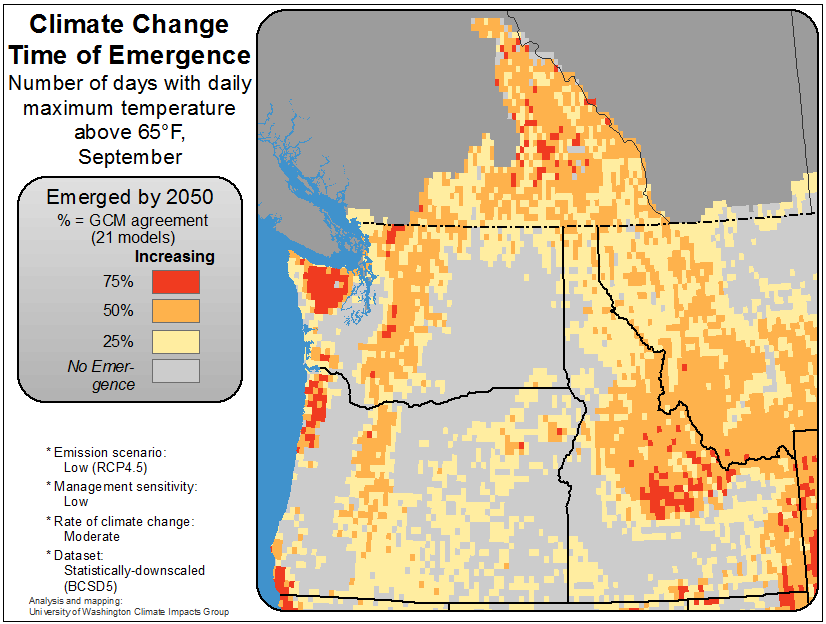 Climate Change
Time of Emergence
Number of days with daily
maximum temperature
above 65°F,
September
Emerged by 2050
% = GCM agreement
(21 models)
Increasing
75%
50%
25%
No Emer-
gence
* Emission scenario:
Low (RCP4.5)
* Management sensitivity:
Low
* Rate of climate change:
Moderate
* Dataset:
Statistically-downscaled
(BCSD5)
Analysis and mapping:
University of Washington Climate Impacts Group